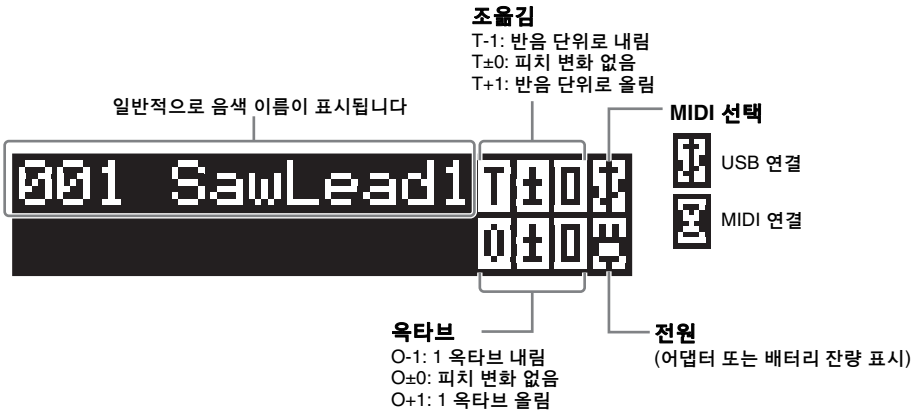 조옮김
T-1: 반음 단위로 내림
T±0: 피치 변화 없음
T+1: 반음 단위로 올림
일반적으로 음색 이름이 표시됩니다
MIDI 선택
USB 연결
MIDI 연결
001 SawLead1 T±0
O±0
옥타브
O-1: 1 옥타브 내림
O±0: 피치 변화 없음
O+1: 1 옥타브 올림
전원
(어댑터 또는 배터리 잔량 표시)